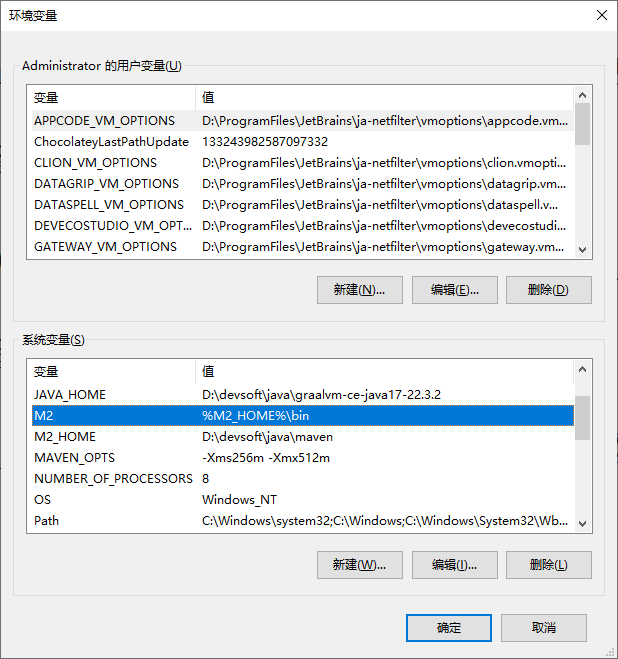 环境变量
Administrator 的用户变量(U)
变量 值
APPCODE_VM_OPTIONS D:\ProgramFiles\JetBrains\ja-netfilter\vmoptions\appcode.vm...
ChocolateyLastPathUpdate 133243982587097332
CLION_VM_OPTIONS D:\ProgramFiles\JetBrains\ja-netfilter\vmoptions\clion.vmopti...
DATAGRIP_VM_OPTIONS D:\ProgramFiles\JetBrains\ja-netfilter\vmoptions\datagrip.vm...
DATASPELL_VM_OPTIONS D:\ProgramFiles\JetBrains\ja-netfilter\vmoptions\dataspell.v...
DEVECOSTUDIO_VM_OPT... D:\ProgramFiles\JetBrains\ja-netfilter\vmoptions\devecostudi...
GATEWAY_VM_OPTIONS D:\ProgramFiles\JetBrains\ja-netfilter\vmoptions\gateway.vm...
新建(N)... 编辑(E)... 删除(D)
系统变量(S)
变量 值
JAVA_HOME D:\devsoft\java\graalvm-ce-java17-22.3.2
M2 %M2_HOME%\bin
M2_HOME D:\devsoft\java\maven
MAVEN_OPTS -Xms256m -Xmx512m
NUMBER_OF_PROCESSORS 8
OS Windows_NT
Path C:\Windows\system32;C:\Windows;C:\Windows\System32\Wb...
新建(W)... 编辑(I)... 删除(L)
确定 取消